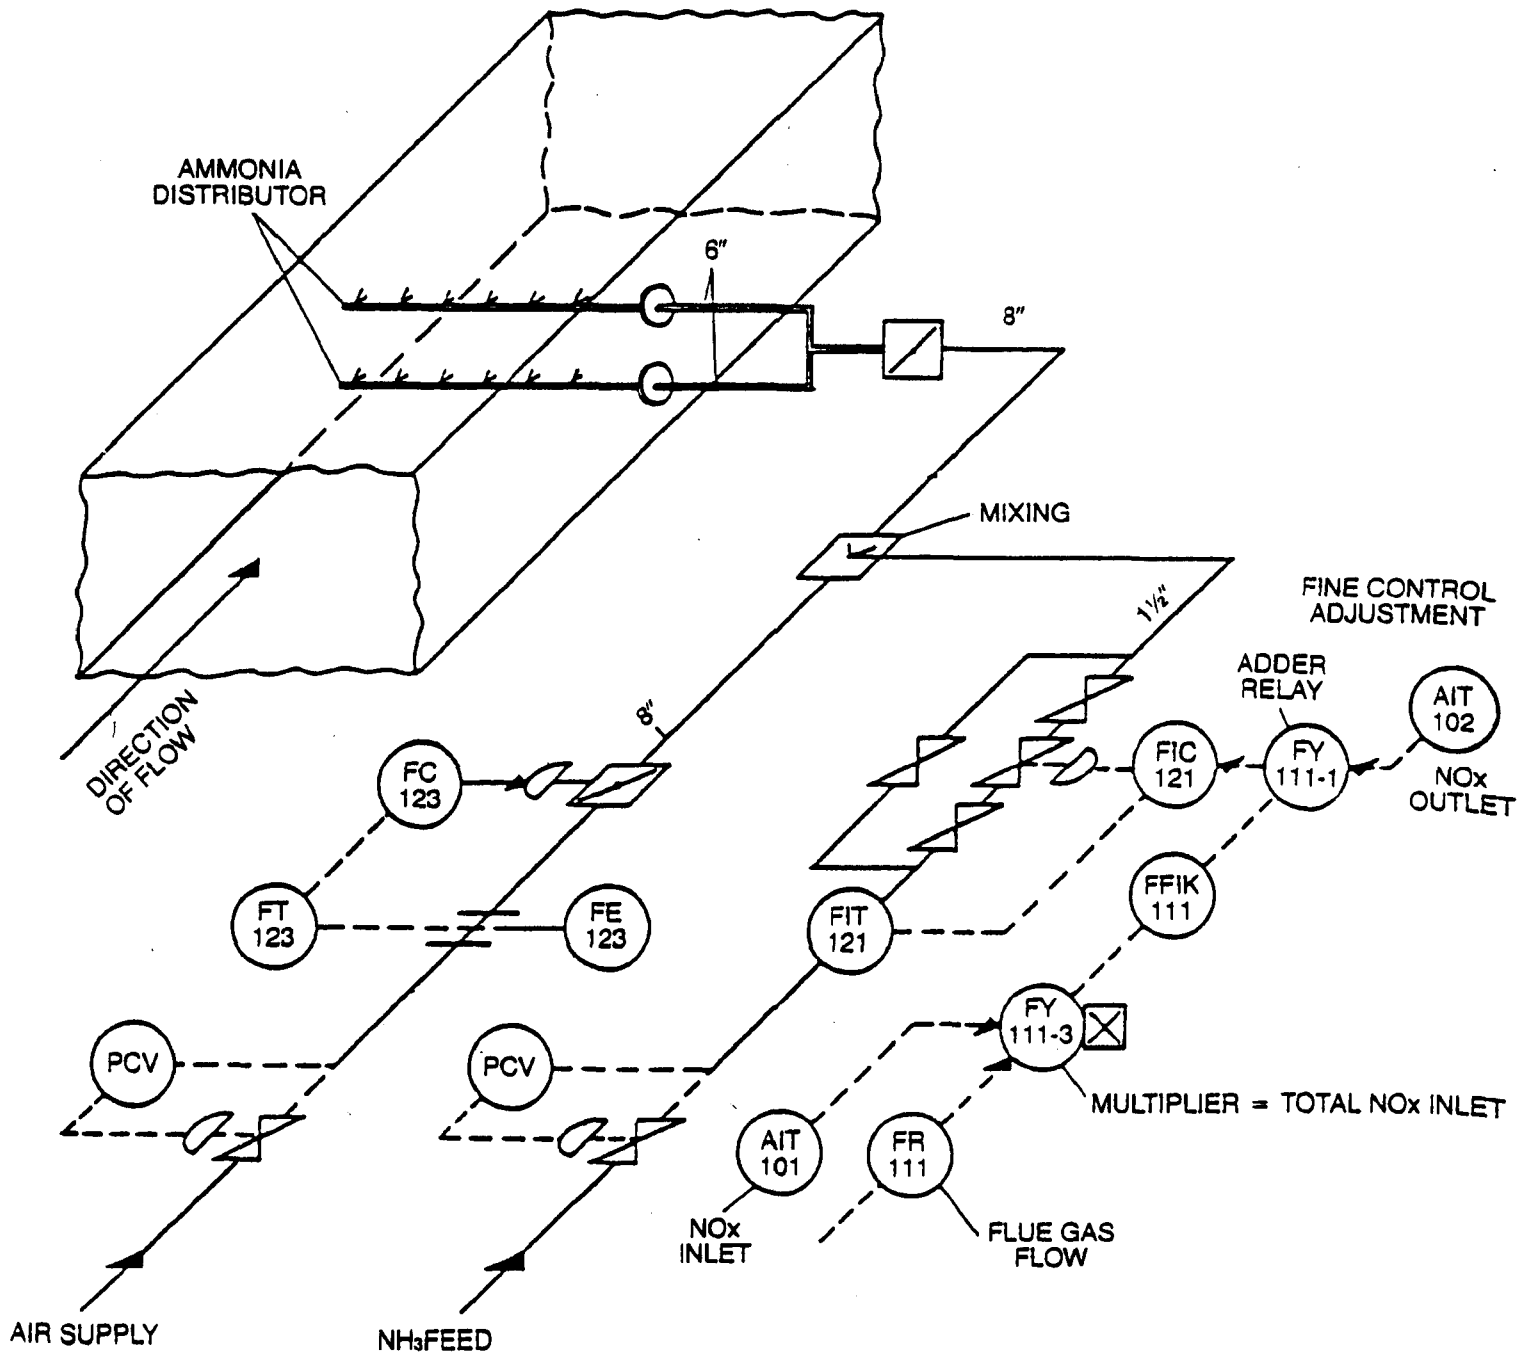 AMMONIA
DISTRIBUTOR
6"
8"
MIXING
1½"
FINE CONTROL
ADJUSTMENT
ADDER
RELAY
AIT
102
NOx
OUTLET
FY
111-1
FIC
121
8"
DIRECTION
OF FLOW
FC
123
FFIK
111
FT
123
FE
123
FIT
121
FY
111-3
PCV
PCV
MULTIPLIER = TOTAL NOx INLET
AIT
101
FR
111
NOx
INLET
FLUE GAS
FLOW
AIR SUPPLY
NH₃FEED